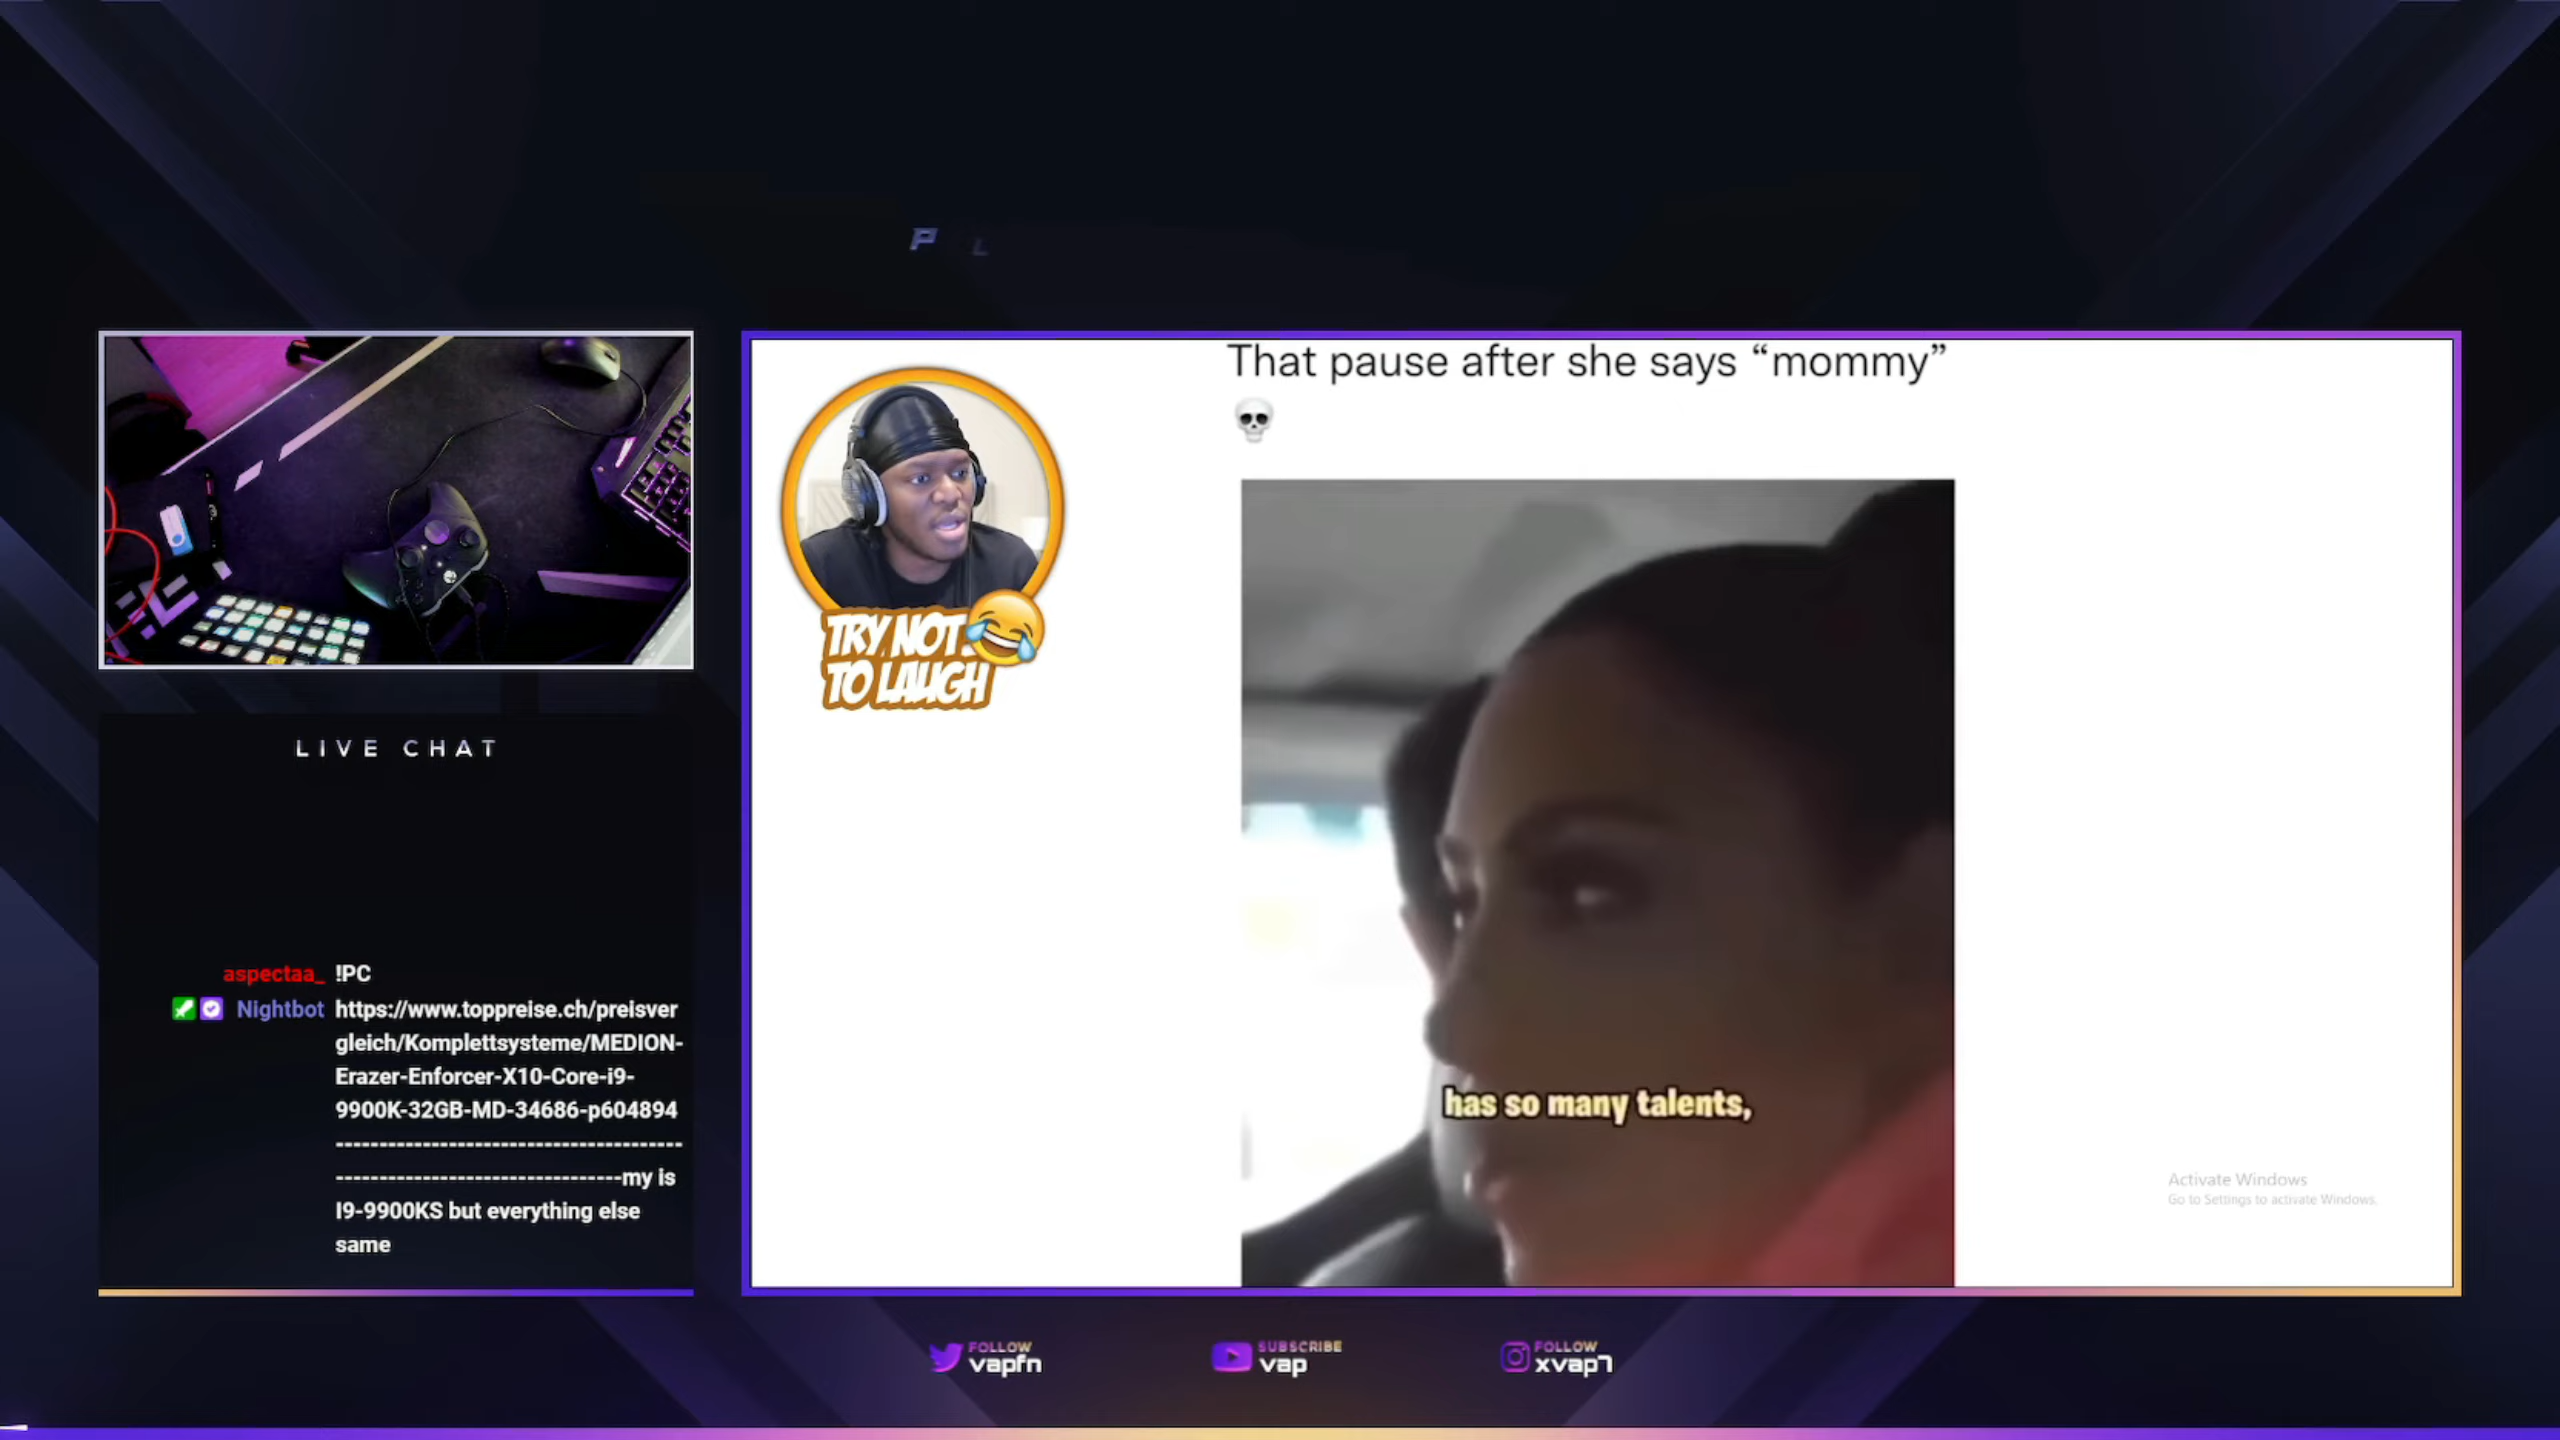 P L
That pause after she says “mommy”
TRY NOT
TO LAUGH
has so many talents,
Activate Windows
Go to Settings to activate Windows.
LIVE CHAT
aspectaa_ !PC
Nightbot https://www.toppreise.ch/preisver
gleich/Komplettsysteme/MEDION-
Erazer-Enforcer-X10-Core-i9-
9900K-32GB-MD-34686-p604894
---------------------------------------
--------------------------------my is
I9-9900KS but everything else
same
FOLLOW
vapfn
SUBSCRIBE
vap
FOLLOW
xvap7